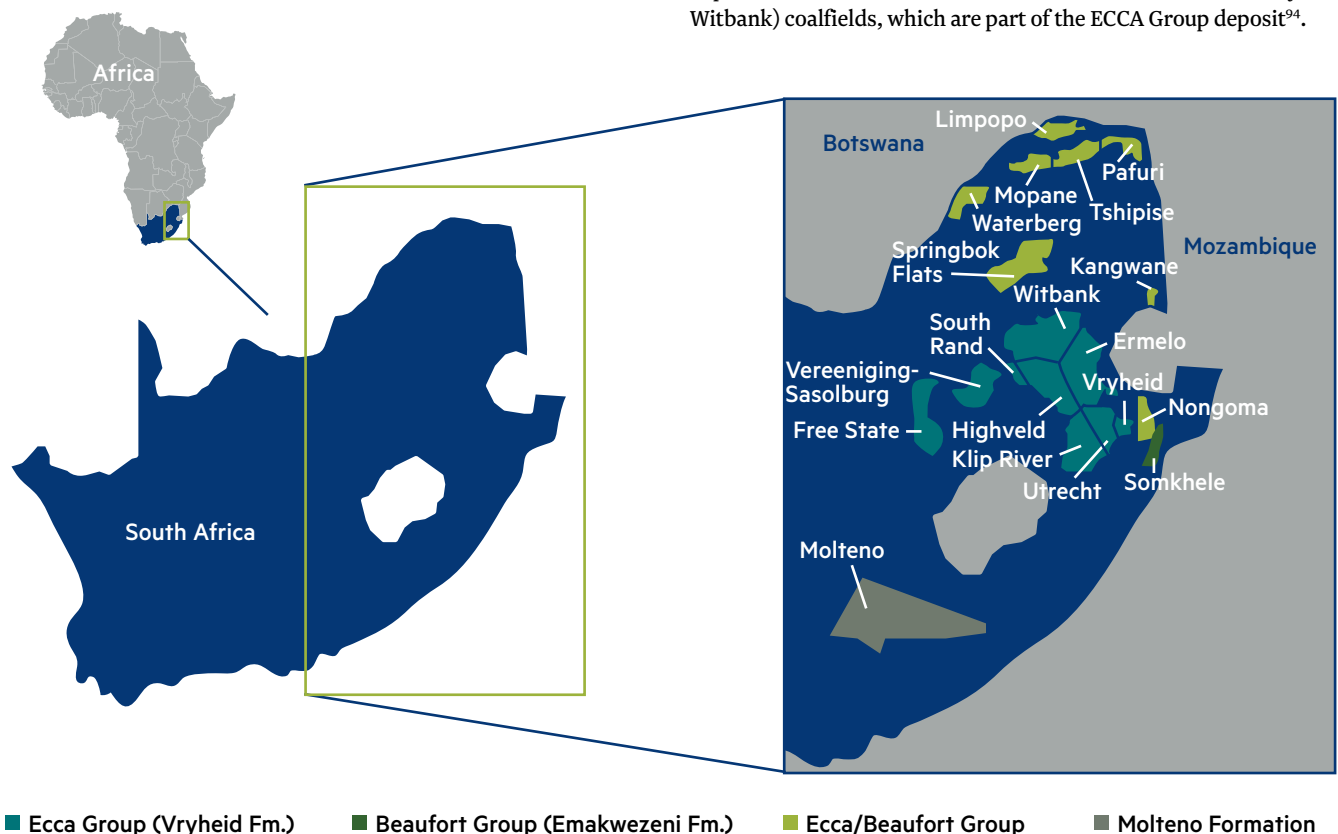 Witbank) coalfields, which are part of the ECCA Group deposit⁹⁴.
Africa
South Africa
Botswana
Mozambique
Limpopo
Pafuri
Mopane
Tshipise
Waterberg
Springbok
Flats
Kangwane
Witbank
South
Rand
Ermelo
Vereeniging-
Sasolburg
Vryheid
Nongoma
Free State
Highveld
Klip River
Utrecht
Somkhele
Molteno
Ecca Group (Vryheid Fm.)
Beaufort Group (Emakwezeni Fm.)
Ecca/Beaufort Group
Molteno Formation